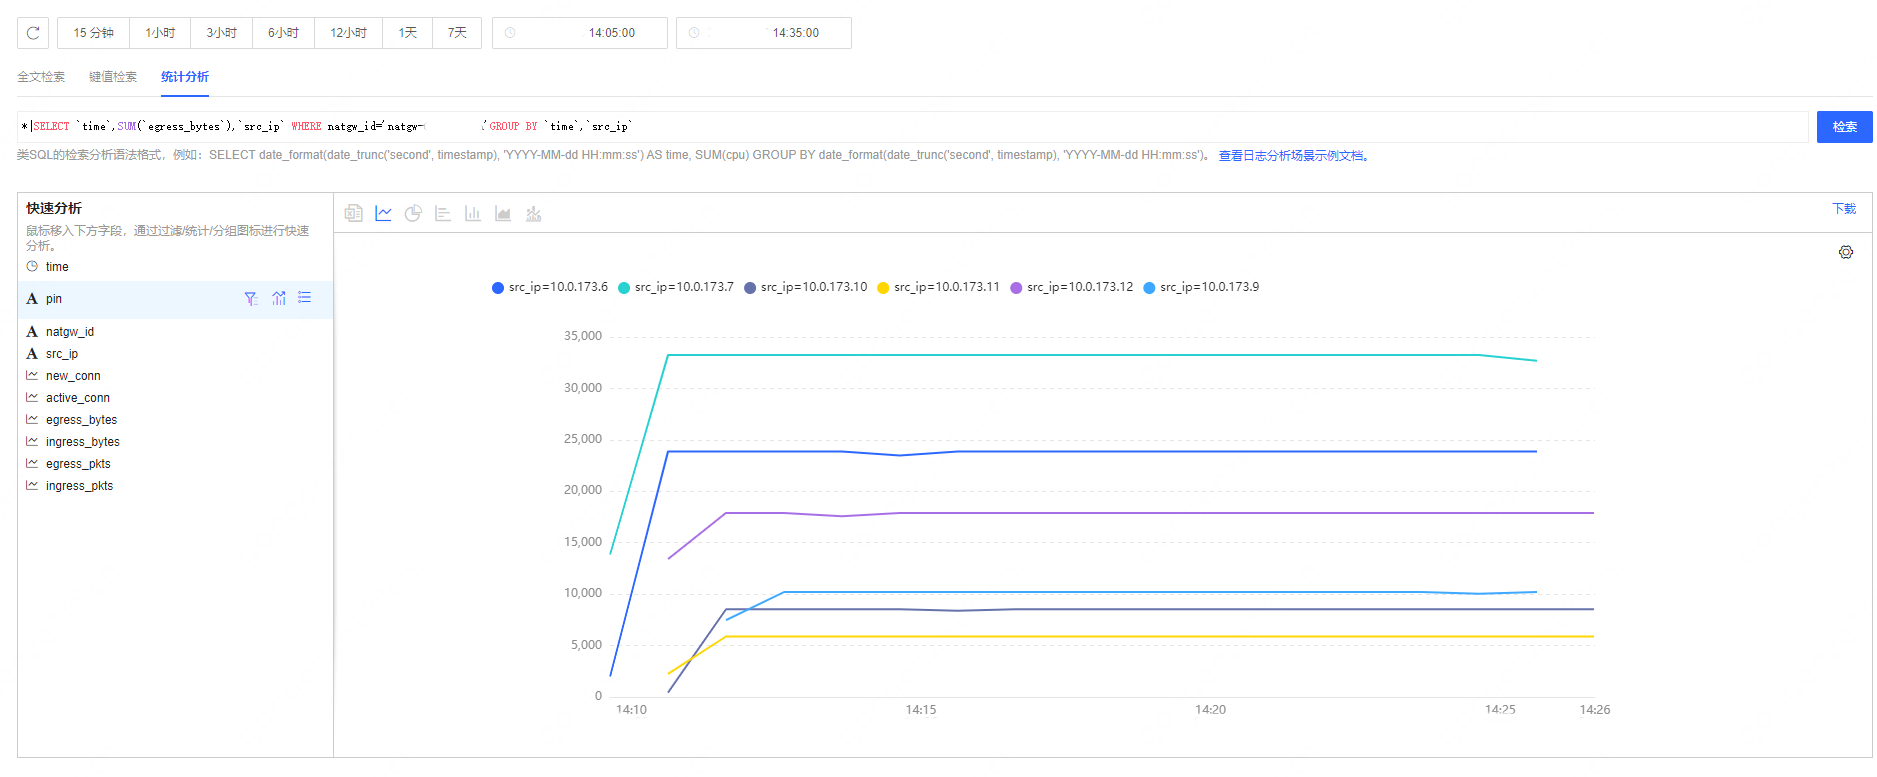 15 分钟 1小时 3小时 6小时 12小时 1天 7天 14:05:00 14:35:00
全文检索 键值检索 统计分析
*|SELECT `time`,SUM(`egress_bytes`),`src_ip` WHERE natgw_id='natgw- 'GROUP BY `time`,`src_ip`
检索
类SQL的检索分析语法格式，例如：SELECT date_format(date_trunc('second', timestamp), 'YYYY-MM-dd HH:mm:ss') AS time, SUM(cpu) GROUP BY date_format(date_trunc('second', timestamp), 'YYYY-MM-dd HH:mm:ss')。 查看日志分析场景示例文档。
快速分析
鼠标移入下方字段，通过过滤/统计/分组图标进行快速
分析。
time
A pin
A natgw_id
A src_ip
new_conn
active_conn
egress_bytes
ingress_bytes
egress_pkts
ingress_pkts
下载
src_ip=10.0.173.6 src_ip=10.0.173.7 src_ip=10.0.173.10 src_ip=10.0.173.11 src_ip=10.0.173.12 src_ip=10.0.173.9
35,000
30,000
25,000
20,000
15,000
10,000
5,000
0
14:10 14:15 14:20 14:25 14:26